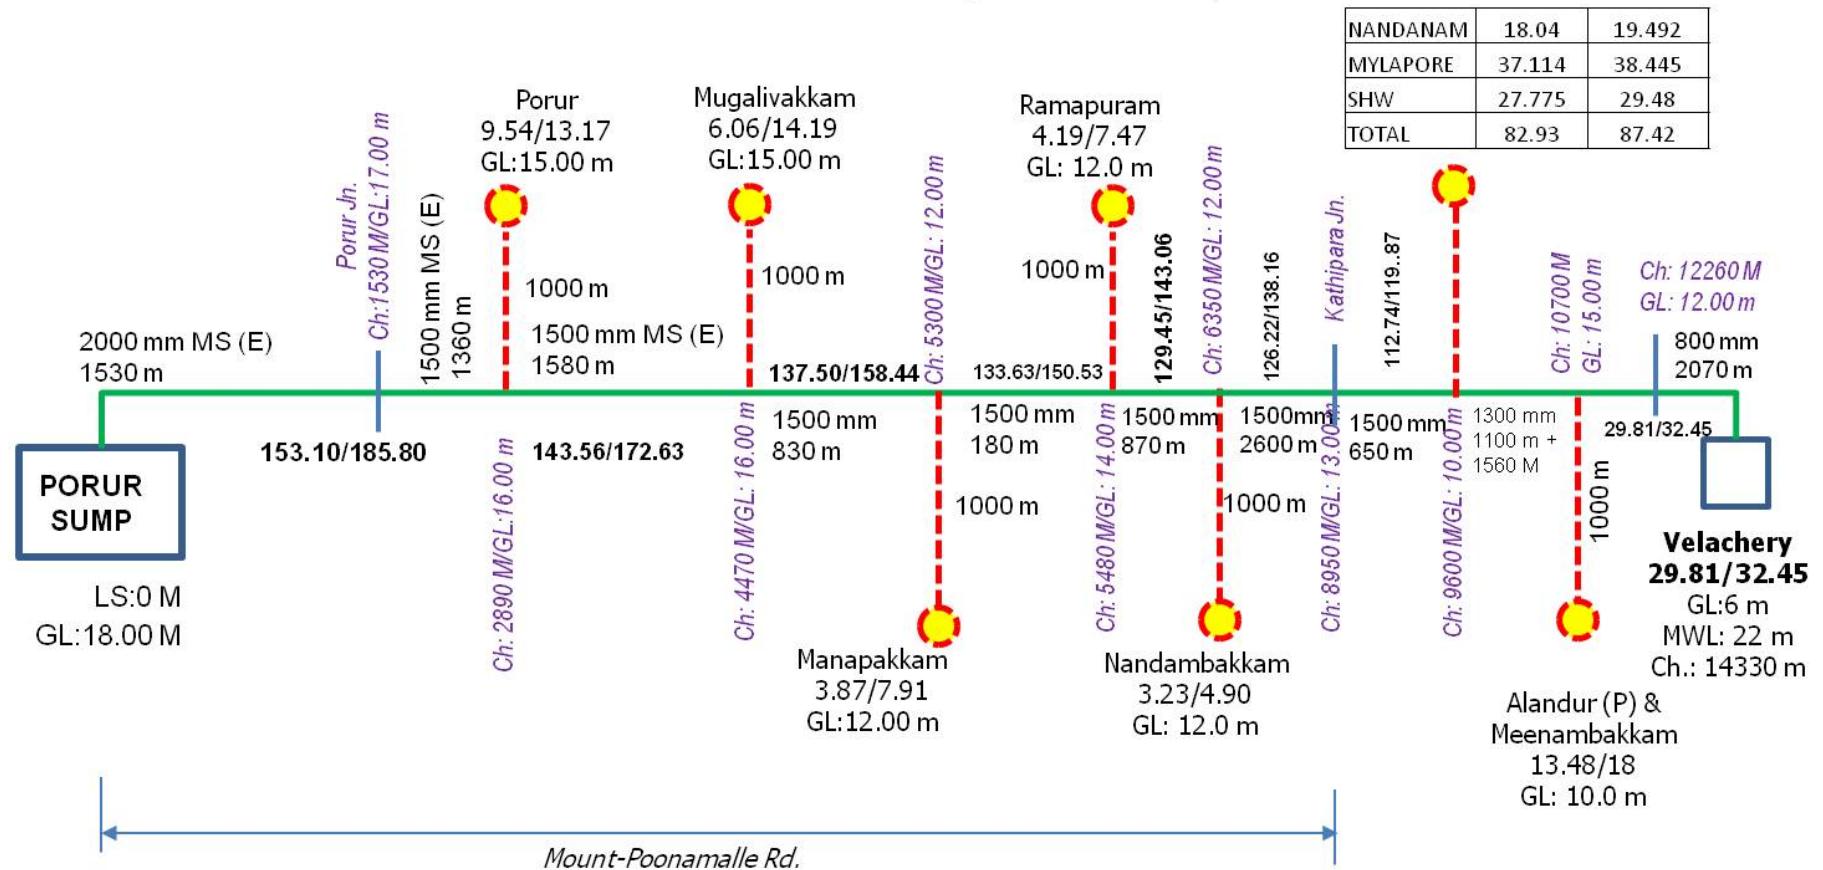 NANDANAM 18.04 19.492
MYLAPORE 37.114 38.445
SHW 27.775 29.48
TOTAL 82.93 87.42
Porur
9.54/13.17
GL:15.00 m
Mugalivakkam
6.06/14.19
GL:15.00 m
Ramapuram
4.19/7.47
GL: 12.0 m
Porur Jn.
Ch:1530 M/GL:17.00 m
1500 mm MS (E)
1360 m
1000 m
1500 mm MS (E)
1580 m
1000 m
Ch: 5300 M/GL: 12.00 m
1000 m
129.45/143.06
Ch: 6350 M/GL: 12.00 m
126.22/138.16
Kathipara Jn.
112.74/119..87
Ch: 10700 M
GL: 15.00 m
Ch: 12260 M
GL: 12.00 m
800 mm
2070 m
2000 mm MS (E)
1530 m
137.50/158.44
133.63/150.53
153.10/185.80
Ch: 2890 M/GL:16.00 m
143.56/172.63
Ch: 4470 M/GL: 16.00 m
1500 mm
830 m
1500 mm
180 m
Ch: 5480 M/GL: 14.00 m
1500 mm
870 m
1500mm
2600 m
Ch: 8950 M/GL: 13.00 m
1500 mm
650 m
Ch: 9600 M/GL: 10.00 m
1300 mm
1100 m +
1560 M
29.81/32.45
1000 m
1000 m
1000 m
PORUR
SUMP
LS:0 M
GL:18.00 M
Velachery
29.81/32.45
GL:6 m
MWL: 22 m
Ch.: 14330 m
Manapakkam
3.87/7.91
GL:12.00 m
Nandambakkam
3.23/4.90
GL: 12.0 m
Alandur (P) &
Meenambakkam
13.48/18
GL: 10.0 m
Mount-Poonamalle Rd.